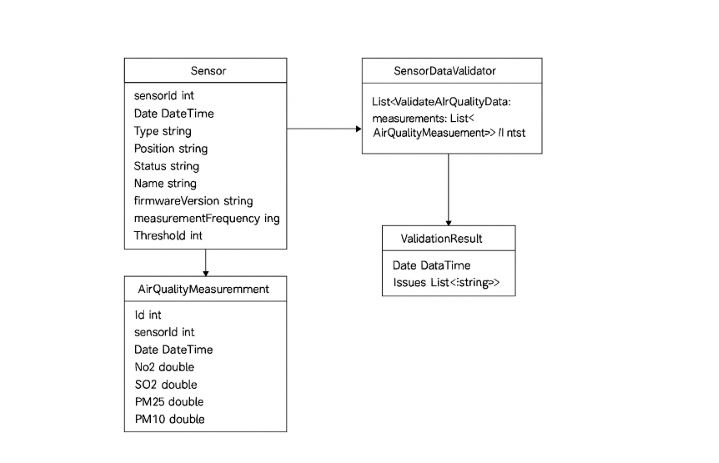 Sensor
sensorId int
Date DateTime
Type string
Position string
Status string
Name string
firmwareVersion string
measurementFrequency ing
Threshold int
AirQualityMeasuremment
Id int
sensorId int
Date DateTime
No2 double
SO2 double
PM25 double
PM10 double
SensorDataValidator
List<ValidateAIrQualityData:
measurements: List<
AirQualityMeasuement>>
ValidationResult
Date DataTime
Issues List<string>>